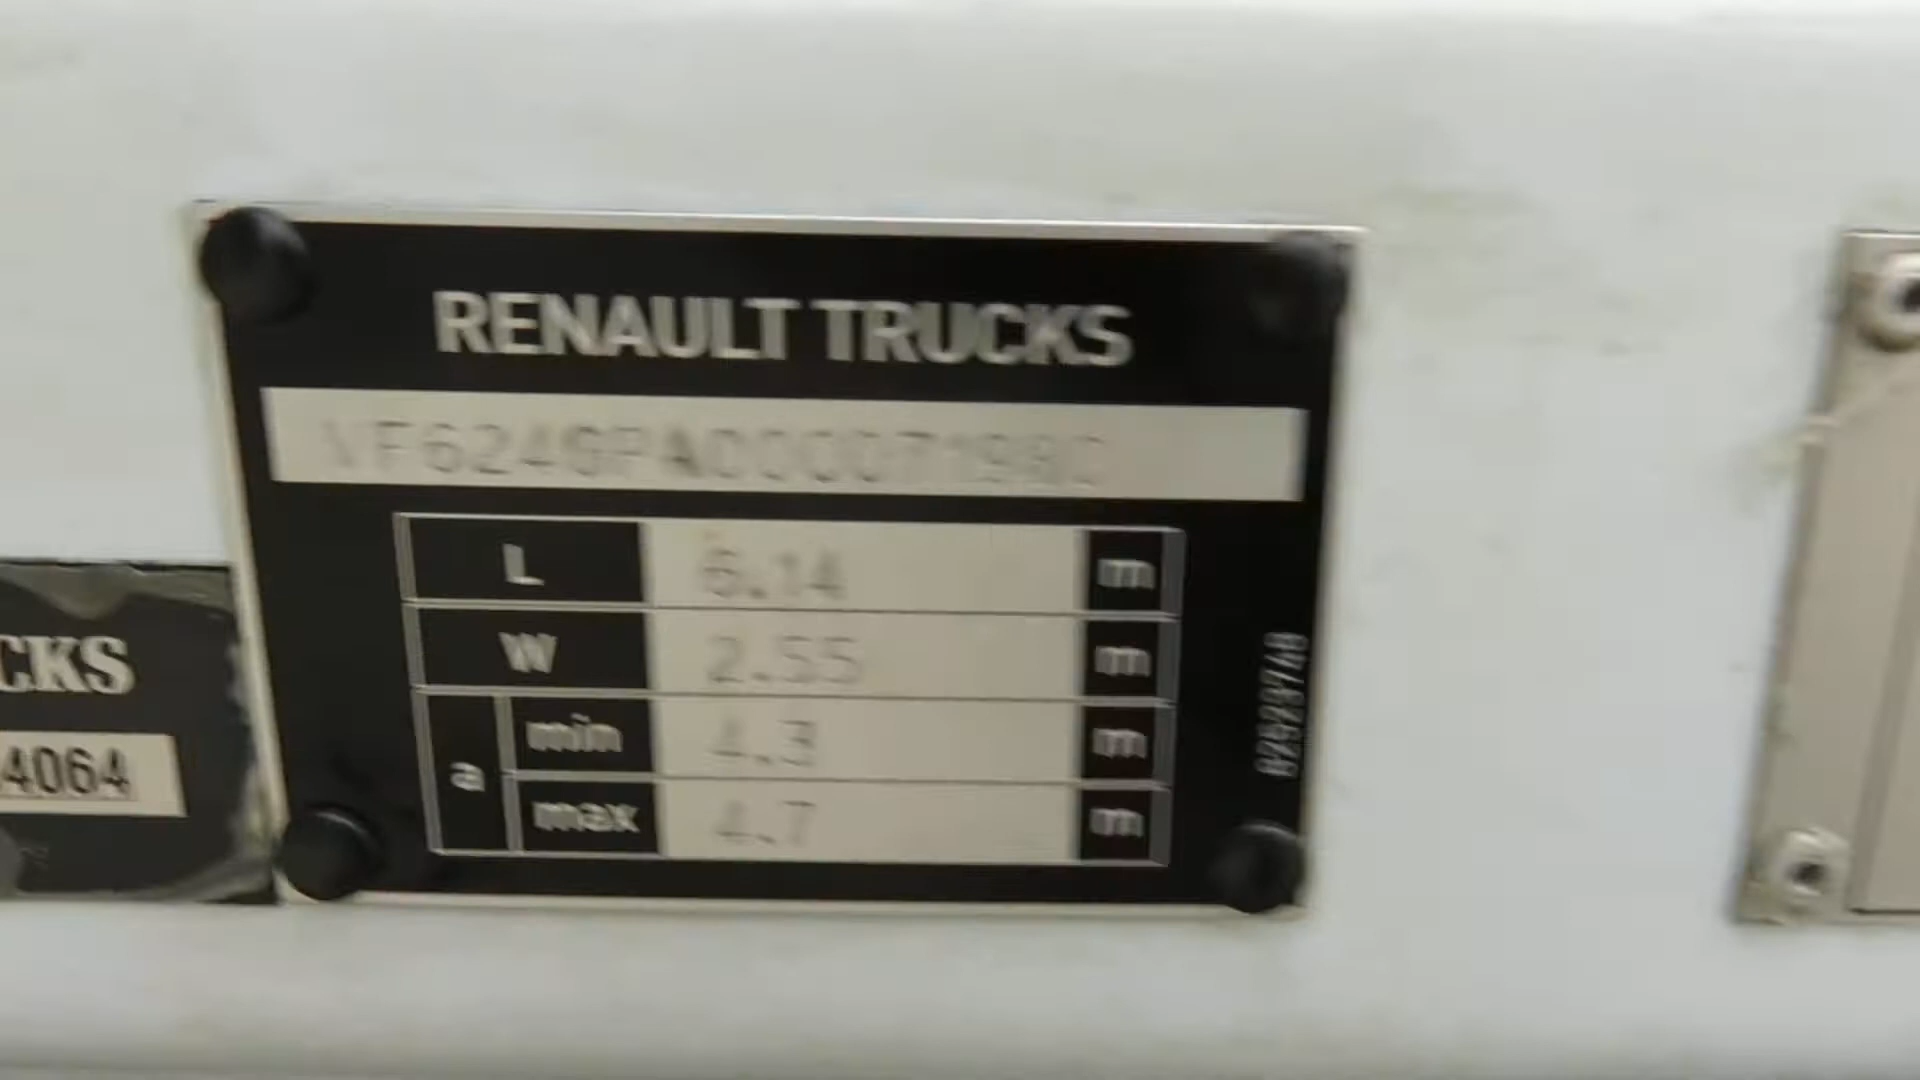 RENAULT TRUCKS
L 6.14 m
W 2.55 m
a min 4.3 m
max 4.7 m
CKS
4064